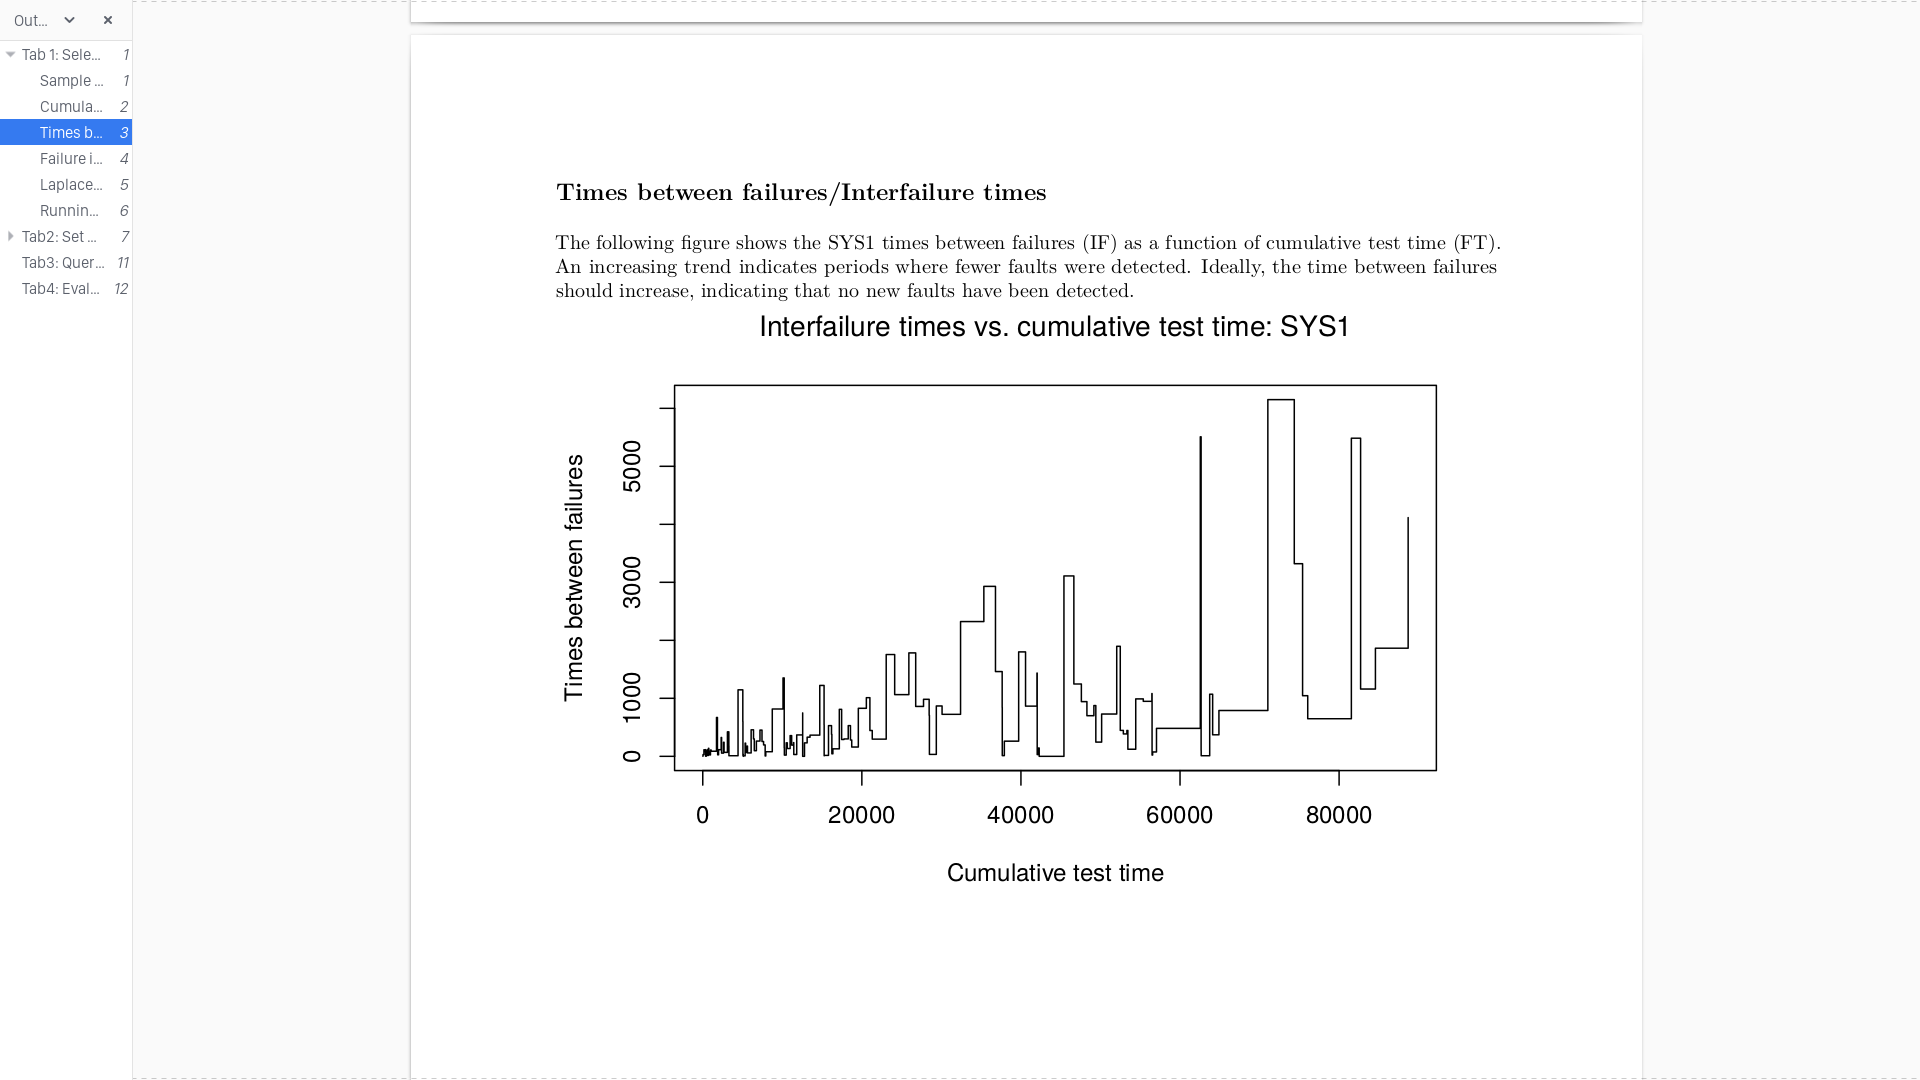 Out...
Tab 1: Sele... 1
Sample ... 1
Cumula... 2
Times b... 3
Failure i... 4
Laplace... 5
Runnin... 6
Tab2: Set ... 7
Tab3: Quer... 11
Tab4: Eval... 12
Times between failures/Interfailure times
The following figure shows the SYS1 times between failures (IF) as a function of cumulative test time (FT).
An increasing trend indicates periods where fewer faults were detected. Ideally, the time between failures
should increase, indicating that no new faults have been detected.
Interfailure times vs. cumulative test time: SYS1
Times between failures
5000
3000
1000
0
0 20000 40000 60000 80000
Cumulative test time